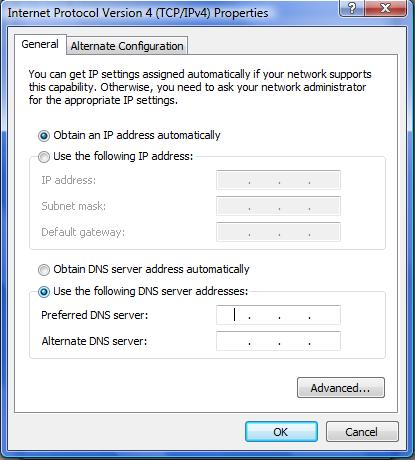 Internet Protocol Version 4 (TCP/IPv4) Properties
General
Alternate Configuration
You can get IP settings assigned automatically if your network supports
this capability. Otherwise, you need to ask your network administrator
for the appropriate IP settings.
Obtain an IP address automatically
Use the following IP address:
IP address:
Subnet mask:
Default gateway:
Obtain DNS server address automatically
Use the following DNS server addresses:
Preferred DNS server:
Alternate DNS server:
Advanced...
OK
Cancel